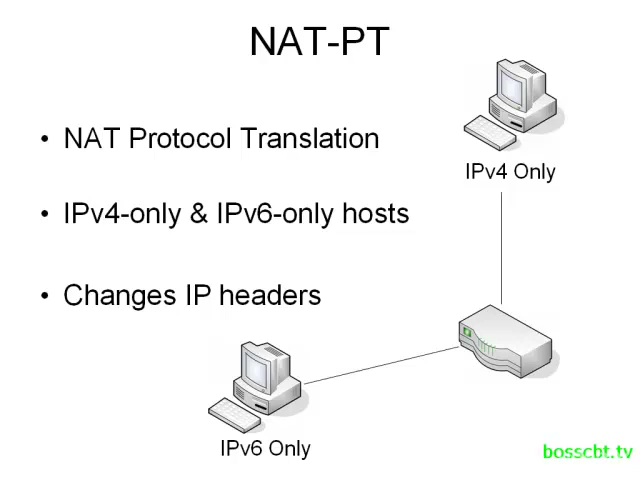 NAT-PT
• NAT Protocol Translation
IPv4 Only
• IPv4-only & IPv6-only hosts
• Changes IP headers
IPv6 Only
bosscbt.tv